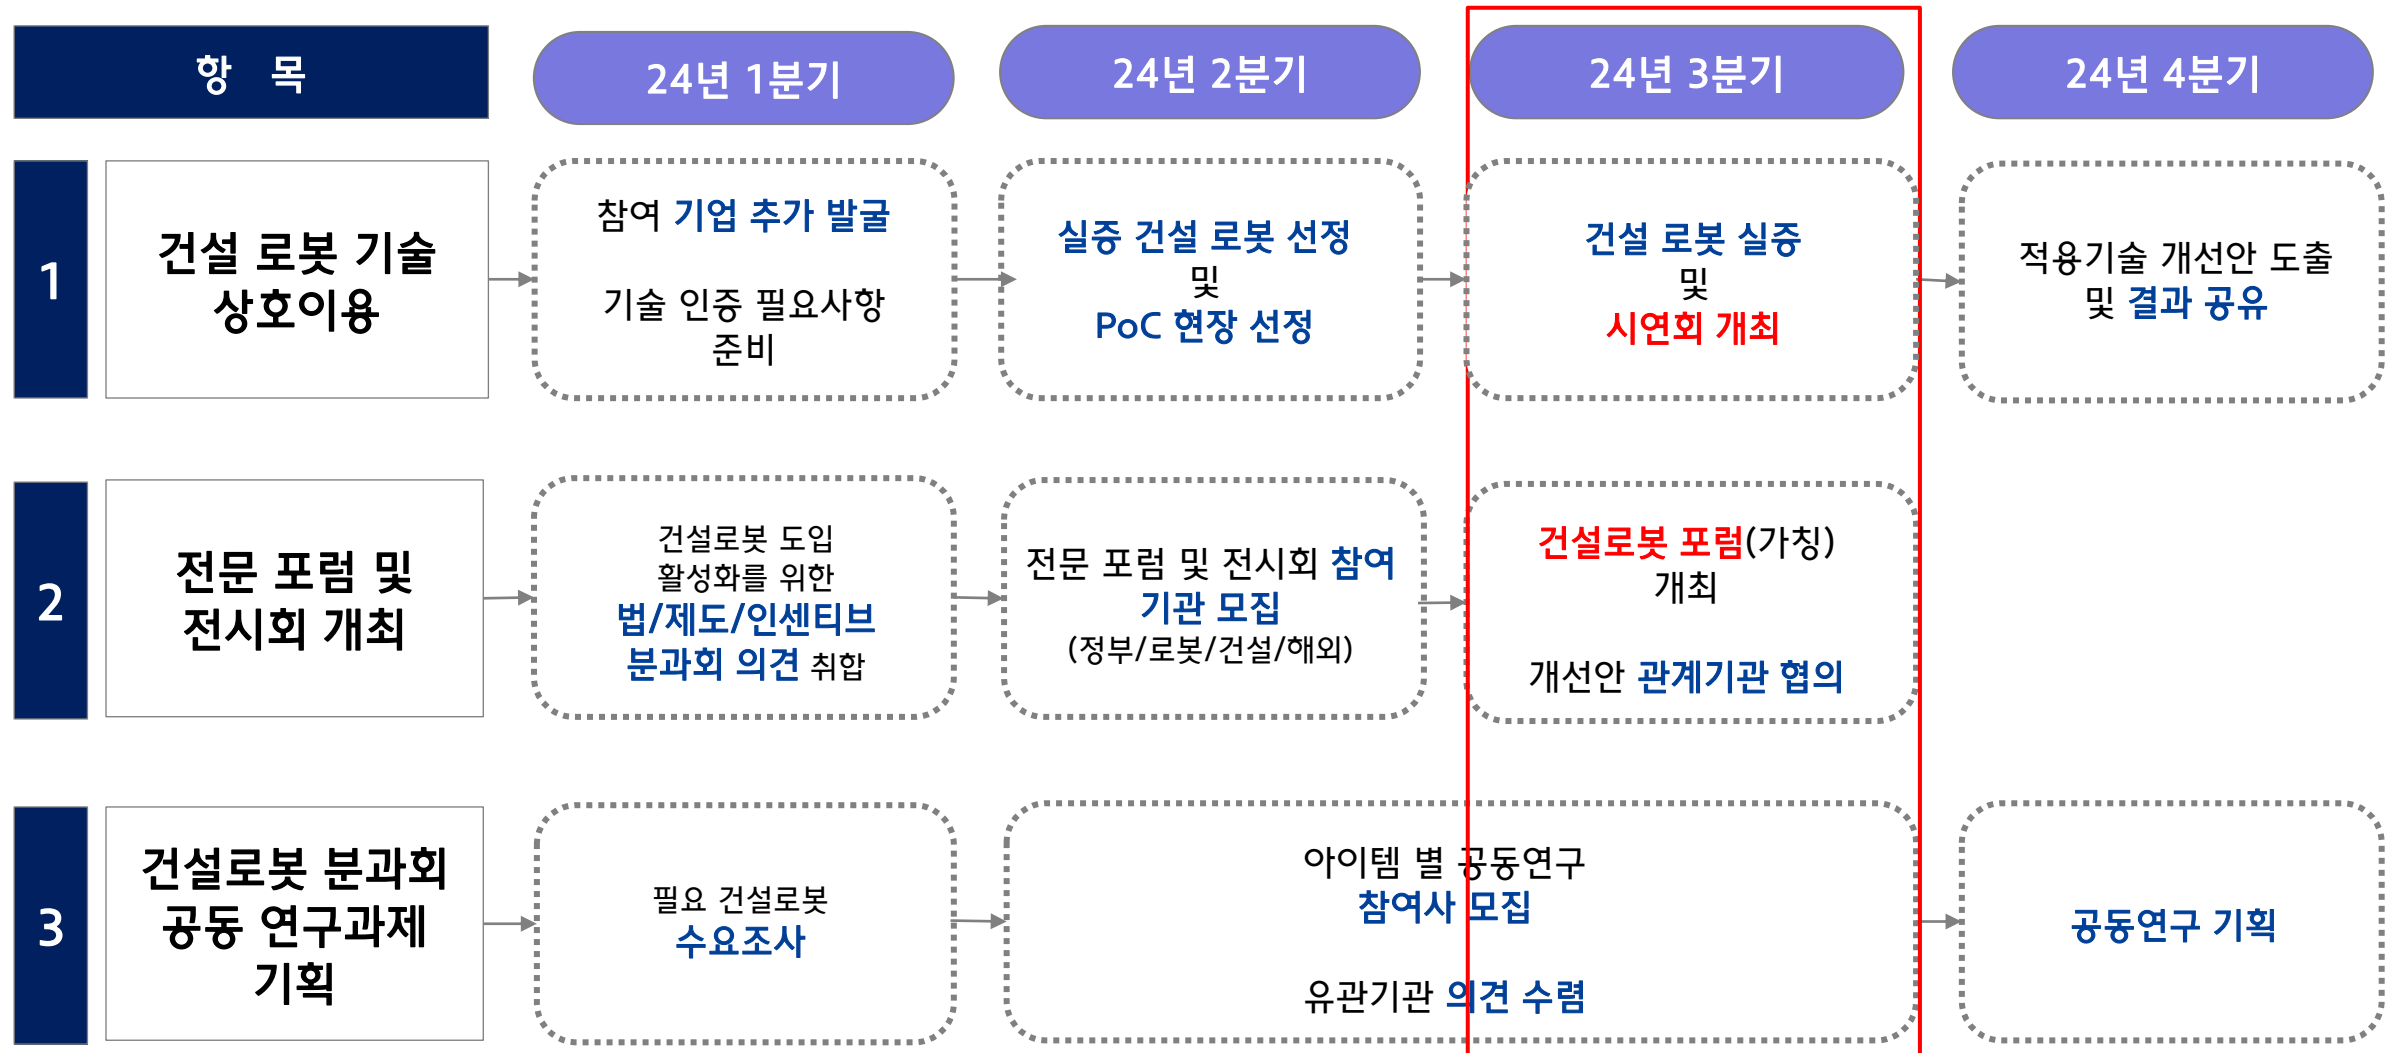 항 목
24년 1분기
24년 2분기
24년 3분기
24년 4분기
1
건설 로봇 기술
상호이용
참여 기업 추가 발굴
기술 인증 필요사항
준비
실증 건설 로봇 선정
및
PoC 현장 선정
건설 로봇 실증
및
시연회 개최
적용기술 개선안 도출
및 결과 공유
2
전문 포럼 및
전시회 개최
건설로봇 도입
활성화를 위한
법/제도/인센티브
분과회 의견 취합
전문 포럼 및 전시회 참여
기관 모집
(정부/로봇/건설/해외)
건설로봇 포럼(가칭)
개최
개선안 관계기관 협의
3
건설로봇 분과회
공동 연구과제
기획
필요 건설로봇
수요조사
아이템 별 공동연구
참여사 모집
유관기관 의견 수렴
공동연구 기획